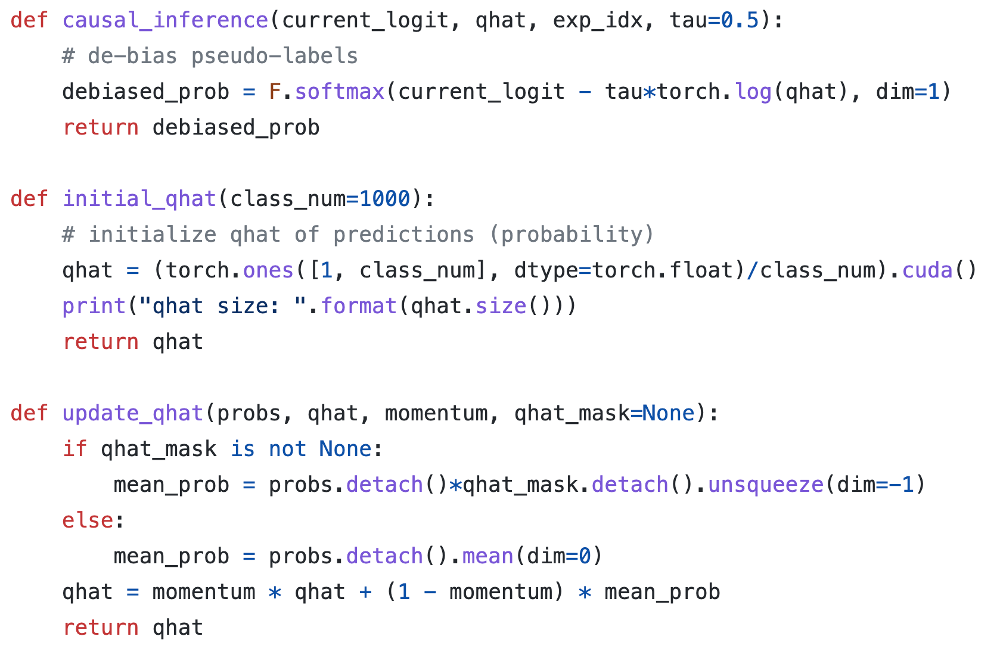 def causal_inference(current_logit, qhat, exp_idx, tau=0.5):
    # de-bias pseudo-labels
    debiased_prob = F.softmax(current_logit - tau*torch.log(qhat), dim=1)
    return debiased_prob

def initial_qhat(class_num=1000):
    # initialize qhat of predictions (probability)
    qhat = (torch.ones([1, class_num], dtype=torch.float)/class_num).cuda()
    print("qhat size: ".format(qhat.size()))
    return qhat

def update_qhat(probs, qhat, momentum, qhat_mask=None):
    if qhat_mask is not None:
        mean_prob = probs.detach()*qhat_mask.detach().unsqueeze(dim=-1)
    else:
        mean_prob = probs.detach().mean(dim=0)
    qhat = momentum * qhat + (1 - momentum) * mean_prob
    return qhat